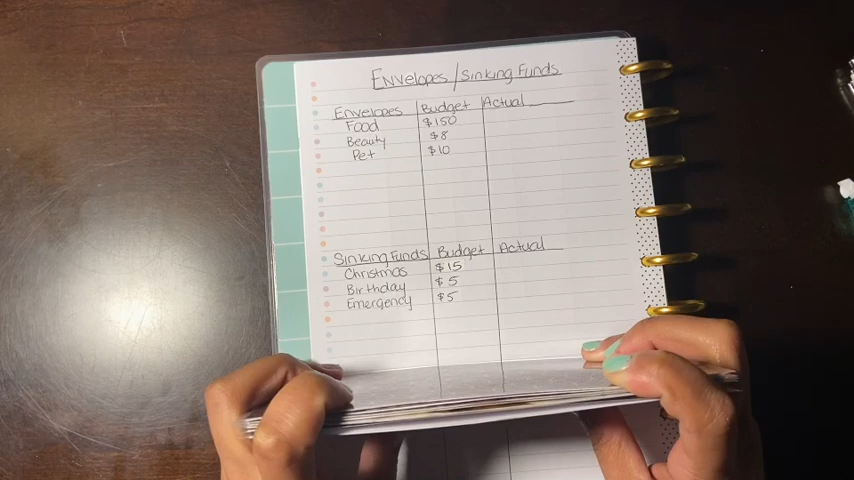 Envelopes/Sinking Funds
Envelopes Budget Actual
Food $150
Beauty $8
Pet $10
Sinking Funds Budget Actual
Christmas $15
Birthday $5
Emergency $5